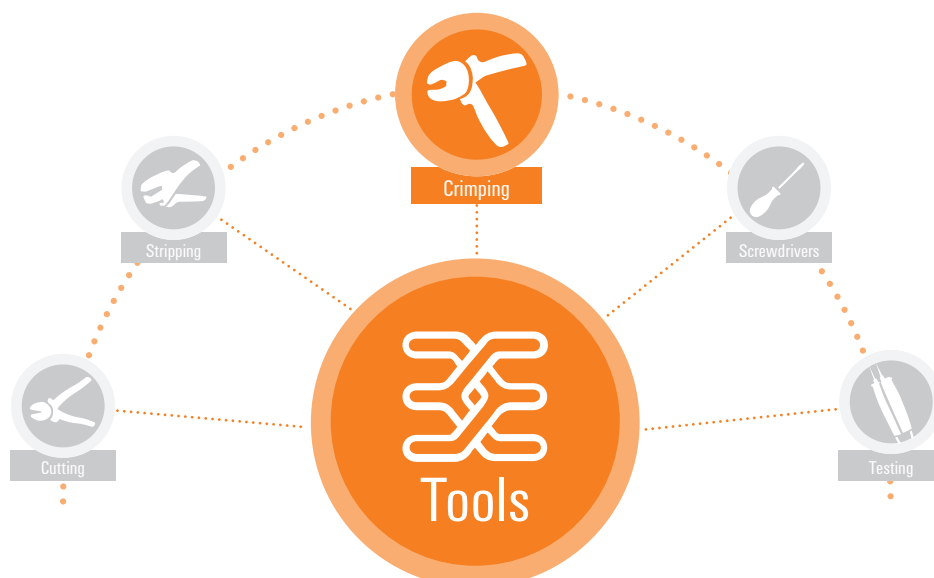 Crimping
Stripping
Screwdrivers
Cutting
Testing
Tools